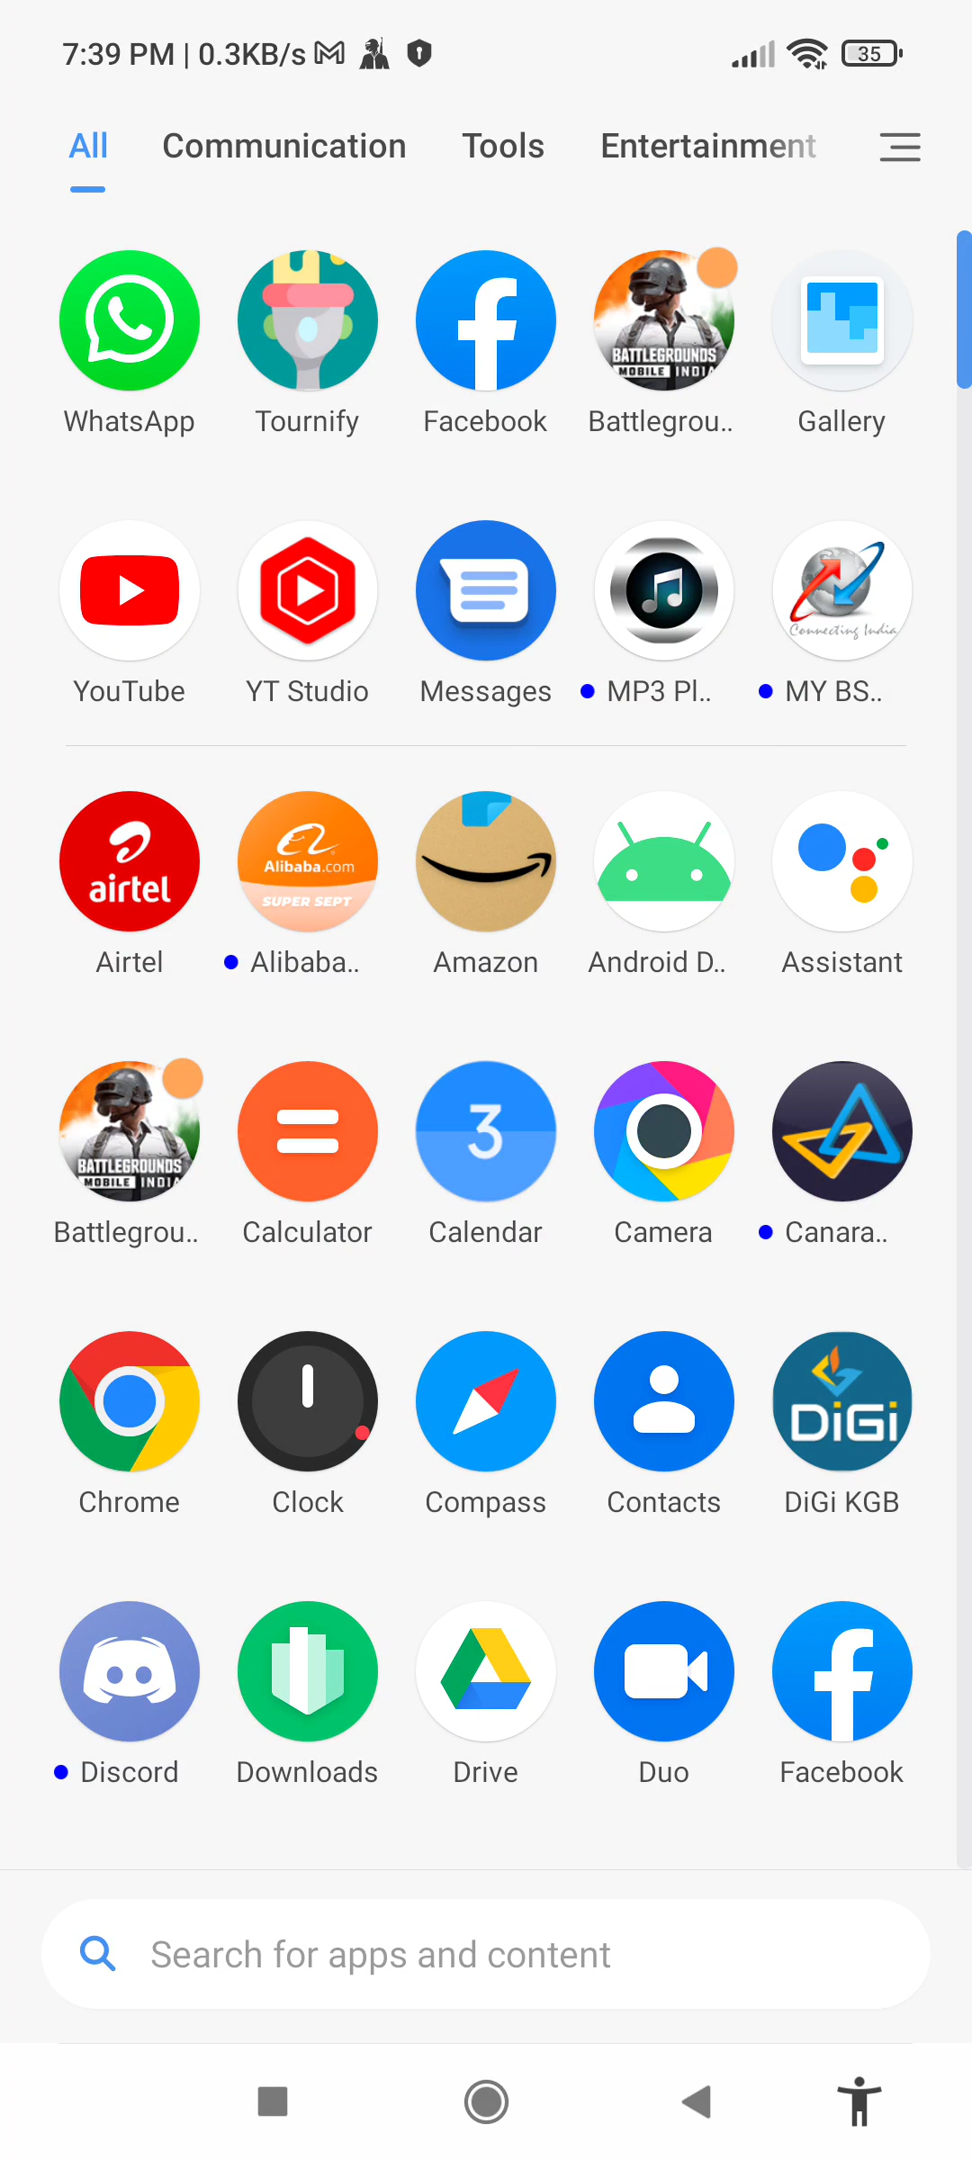 7:39 PM | 0.3KB/s 35
All Communication Tools Entertainment
BATTLEGROUNDS
MOBILE INDIA
WhatsApp Tournify Facebook Battlegrou.. Gallery
Connecting India
YouTube YT Studio Messages MP3 Pl.. MY BS..
airtel
Alibaba.com
SUPER SEPT
Airtel Alibaba.. Amazon Android D.. Assistant
BATTLEGROUNDS
MOBILE INDIA
3
Battlegrou.. Calculator Calendar Camera Canara..
DiGi
Chrome Clock Compass Contacts DiGi KGB
Discord Downloads Drive Duo Facebook
Search for apps and content